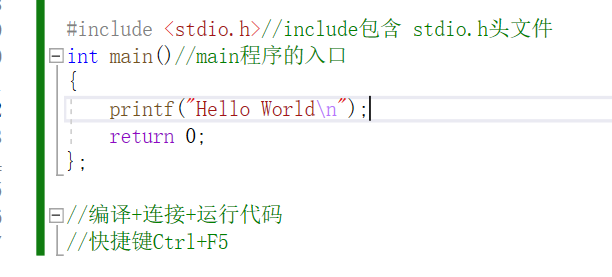 #include <stdio.h>//include包含 stdio.h头文件
int main()//main程序的入口
{
    printf("Hello World\n");
    return 0;
};
//编译+连接+运行代码
//快捷键Ctrl+F5